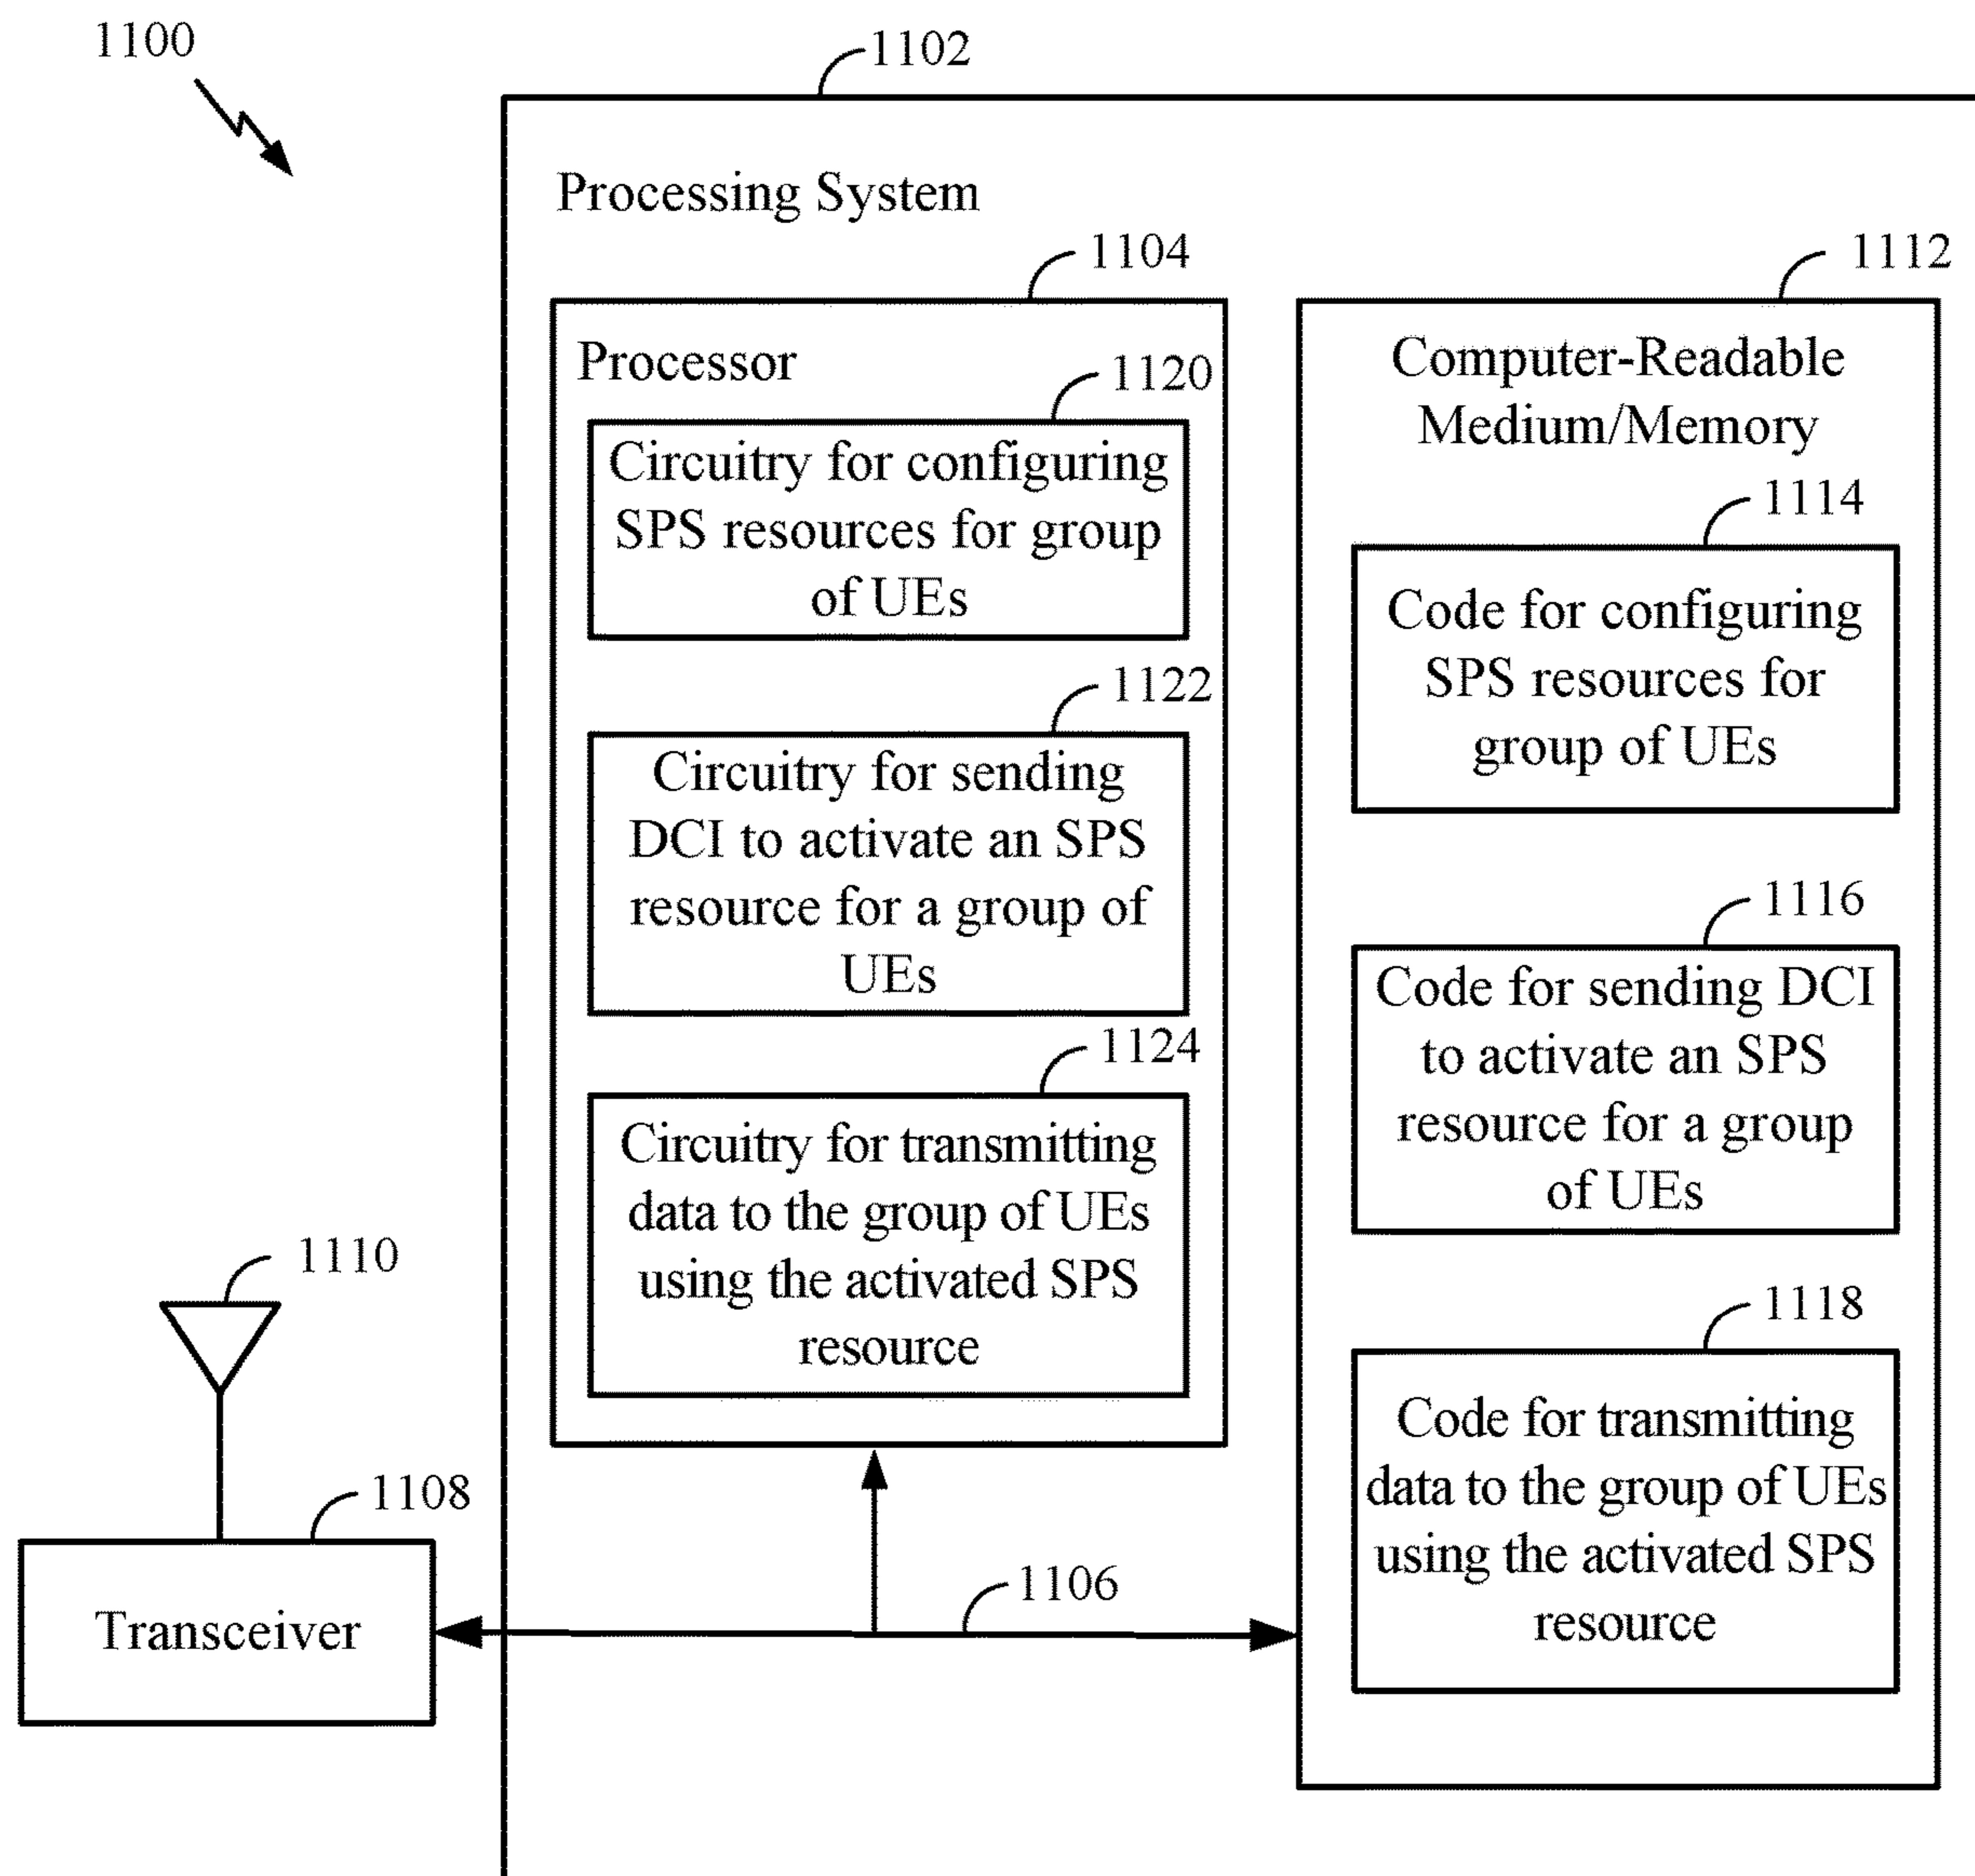 1100
1102
Processing System
1104
1112
Processor
1120
Circuitry for configuring
SPS resources for group
of UEs
1122
Circuitry for sending
DCI to activate an SPS
resource for a group of
UEs
1124
Circuitry for transmitting
data to the group of UEs
using the activated SPS
resource
Computer-Readable
Medium/Memory
1114
Code for configuring
SPS resources for
group of UEs
1116
Code for sending DCI
to activate an SPS
resource for a group
of UEs
1118
Code for transmitting
data to the group of UEs
using the activated SPS
resource
1110
1108
Transceiver
1106